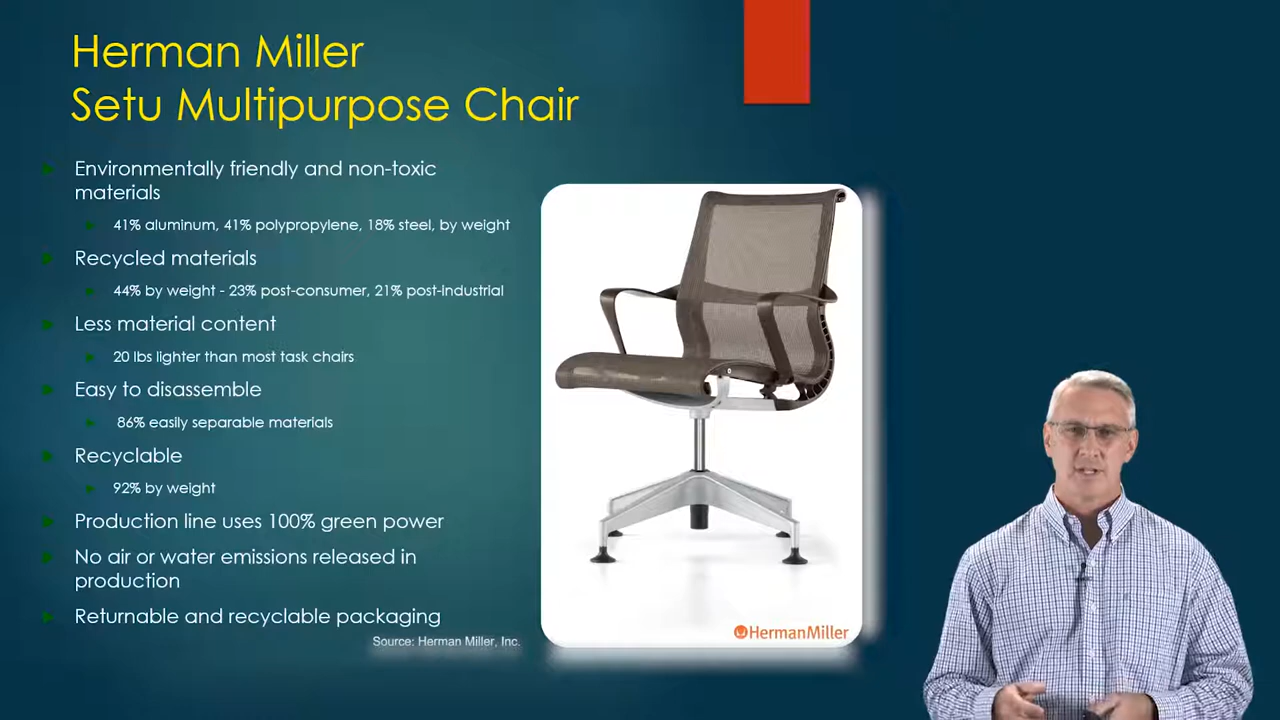 Herman Miller
Setu Multipurpose Chair
Environmentally friendly and non-toxic
materials
41% aluminum, 41% polypropylene, 18% steel, by weight
Recycled materials
44% by weight - 23% post-consumer, 21% post-industrial
Less material content
20 lbs lighter than most task chairs
Easy to disassemble
86% easily separable materials
Recyclable
92% by weight
Production line uses 100% green power
No air or water emissions released in
production
Returnable and recyclable packaging
Source: Herman Miller, Inc.
HermanMiller